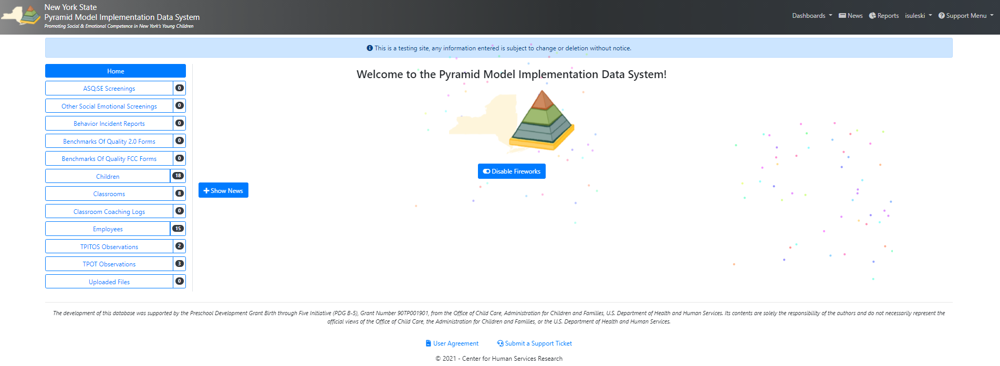 New York State
Pyramid Model Implementation Data System
Promoting Social & Emotional Competence in New York's Young Children
Dashboards News Reports isuleski Support Menu
This is a testing site, any information entered is subject to change or deletion without notice.
Home
ASQ:SE Screenings 0
Other Social Emotional Screenings 0
Behavior Incident Reports 0
Benchmarks Of Quality 2.0 Forms 0
Benchmarks Of Quality FCC Forms 0
Children 18
Classrooms 8
Classroom Coaching Logs 0
Employees 15
TPITOS Observations 2
TPOT Observations 3
Uploaded Files 0
Welcome to the Pyramid Model Implementation Data System!
Disable Fireworks
Show News
The development of this database was supported by the Preschool Development Grant Birth through Five Initiative (PDG B-5), Grant Number 90TP001901, from the Office of Child Care, Administration for Children and Families, U.S. Department of Health and Human Services. Its contents are solely the responsibility of the authors and do not necessarily represent the
official views of the Office of Child Care, the Administration for Children and Families, or the U.S. Department of Health and Human Services.
User Agreement Submit a Support Ticket
© 2021 - Center for Human Services Research